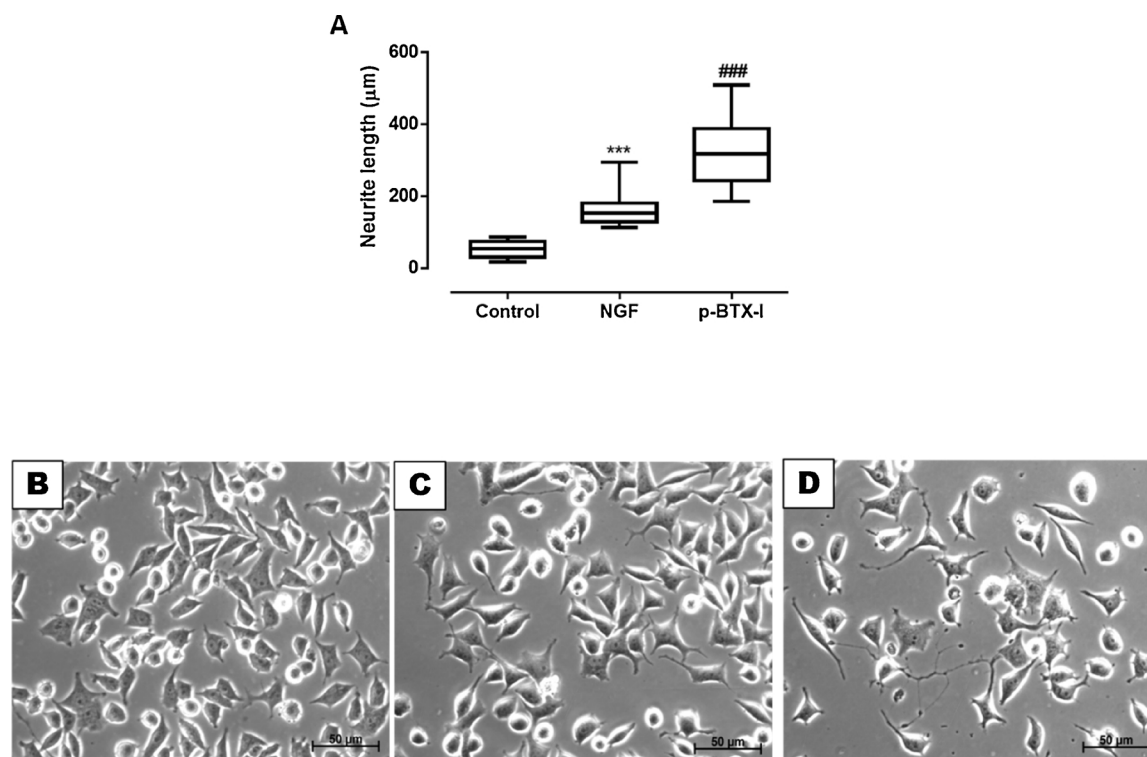 A
Neurite length (μm)
600
400
200
0
***
###
Control NGF p-BTX-I
B
C
D
50 μm
50 μm
50 μm